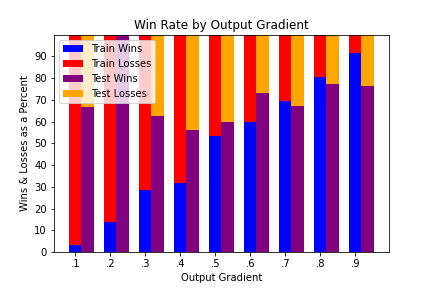 Win Rate by Output Gradient
Wins & Losses as a Percent
90
80
70
60
50
40
30
20
10
0
Train Wins
Train Losses
Test Wins
Test Losses
.1 .2 .3 .4 .5 .6 .7 .8 .9
Output Gradient